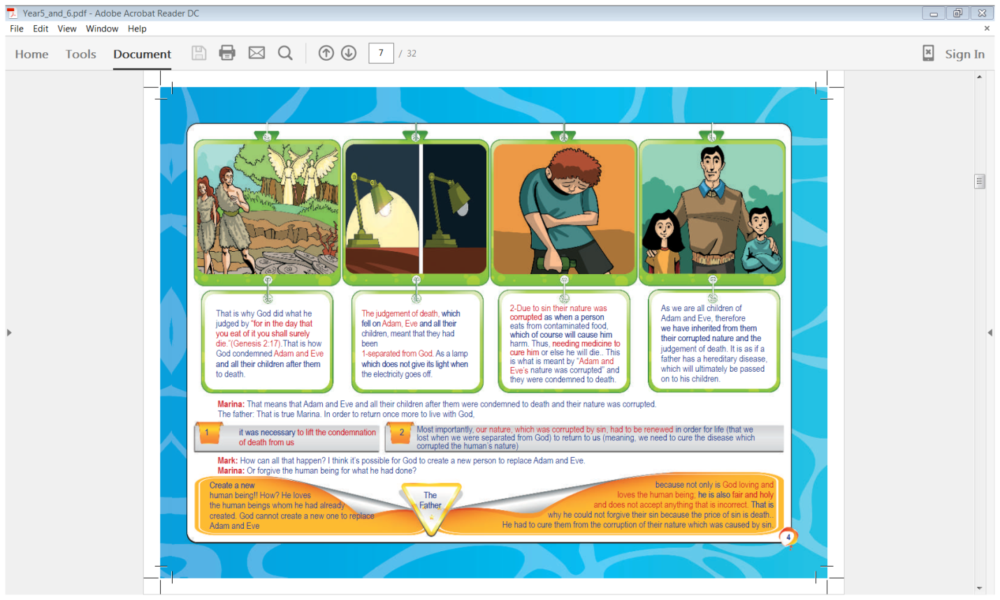 Year5_and_6.pdf - Adobe Acrobat Reader DC
File Edit View Window Help
Home Tools Document 7 / 32 Sign In
That is why God did what he
judged by “for in the day that
you eat of it you shall surely
die.”(Genesis 2:17).That is how
God condemned Adam and Eve
and all their children after them
to death.
The judgement of death, which
fell on Adam, Eve and all their
children, meant that they had
been
1-separated from God. As a lamp
which does not give its light when
the electricity goes off.
2-Due to sin their nature was
corrupted as when a person
eats from contaminated food,
which of course will cause him
harm. Thus, needing medicine to
cure him or else he will die.. This
is what is meant by “Adam and
Eve’s nature was corrupted” and
they were condemned to death.
As we are all children of
Adam and Eve, therefore
we have inherited from them
their corrupted nature and the
judgement of death. It is as if a
father has a hereditary disease,
which will ultimately be passed
on to his children.
Marina: That means that Adam and Eve and all their children after them were condemned to death and their nature was corrupted.
The father: That is true Marina. In order to return once more to live with God,
1
it was necessary to lift the condemnation
of death from us
2
Most importantly, our nature, which was corrupted by sin, had to be renewed in order for life (that we
lost when we were separated from God) to return to us (meaning, we need to cure the disease which
corrupted the human’s nature)
Mark: How can all that happen? I think it’s possible for God to create a new person to replace Adam and Eve.
Marina: Or forgive the human being for what he had done?
Create a new
human being!! How? He loves
the human beings whom he had already
created. God cannot create a new one to replace
Adam and Eve
The
Father
because not only is God loving and
loves the human being, he is also fair and holy
and does not accept anything that is incorrect. That is
why he could not forgive their sin because the price of sin is death..
He had to cure them from the corruption of their nature which was caused by sin.
4